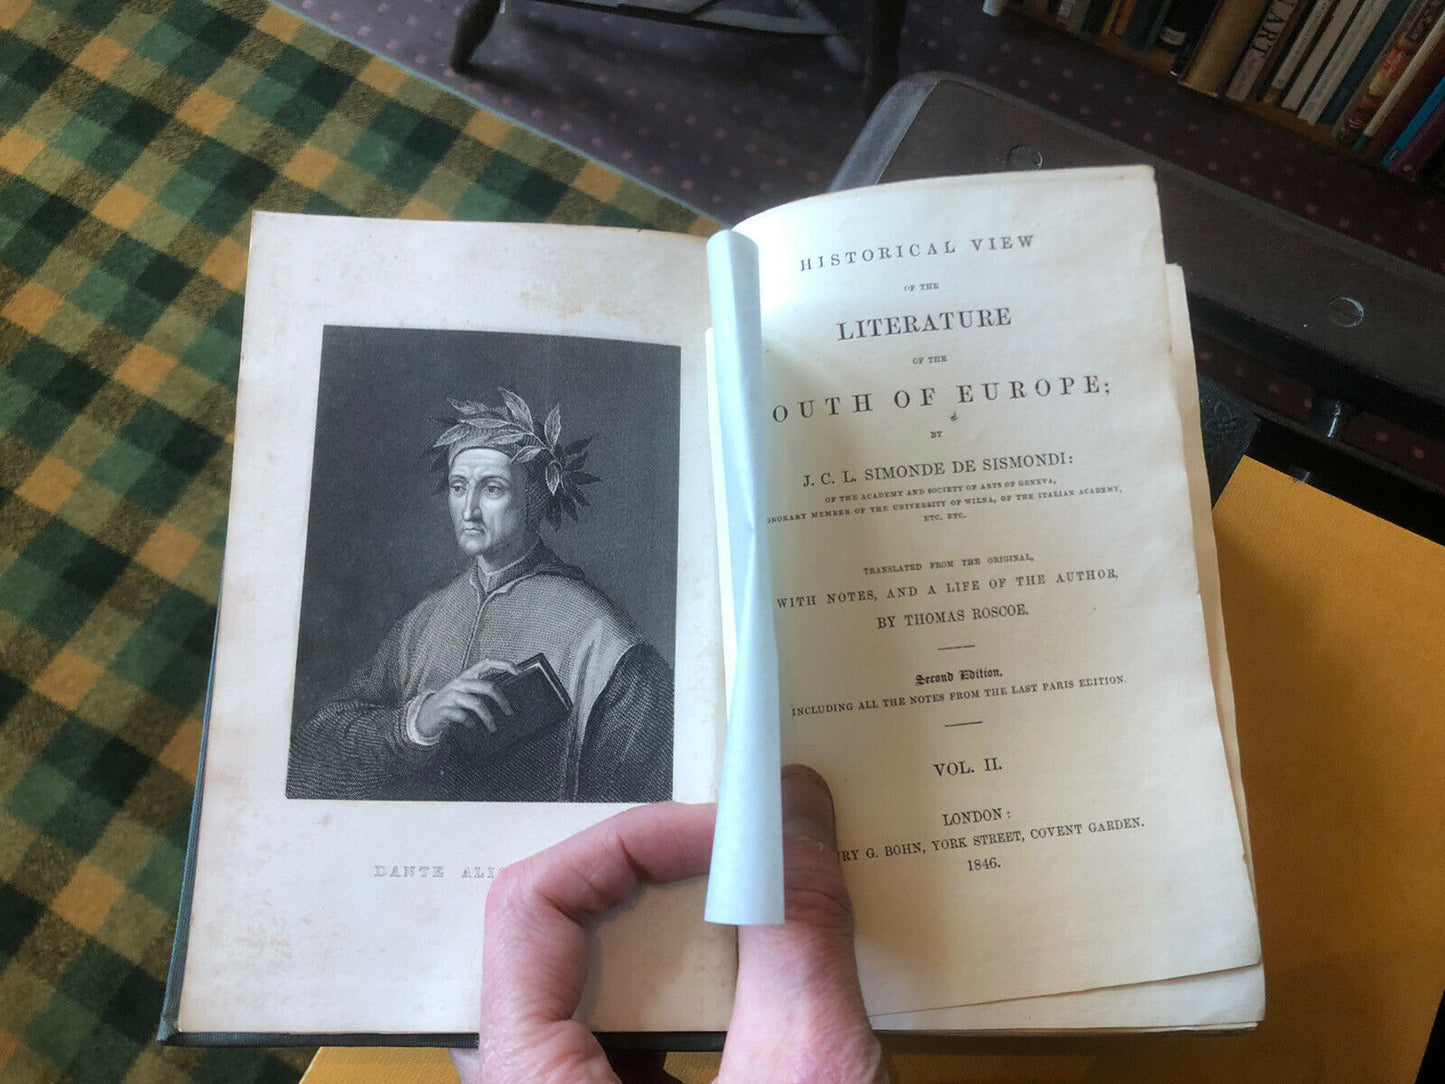 DANTE
HISTORICAL VIEW
OF THE
LITERATURE
OF THE
OUTH OF EUROPE;
BY
J. C. L. SIMONDE DE SISMONDI:
OF THE ACADEMY AND SOCIETY OF ARTS OF GENEVA,
ONORARY MEMBER OF THE UNIVERSITY OF WILNA, OF THE ITALIAN ACADEMY,
ETC. ETC.
TRANSLATED FROM THE ORIGINAL,
WITH NOTES, AND A LIFE OF THE AUTHOR,
BY THOMAS ROSCOE.
Second Edition,
INCLUDING ALL THE NOTES FROM THE LAST PARIS EDITION.
VOL. II.
LONDON:
RY G. BOHN, YORK STREET, COVENT GARDEN.
1846.
ART